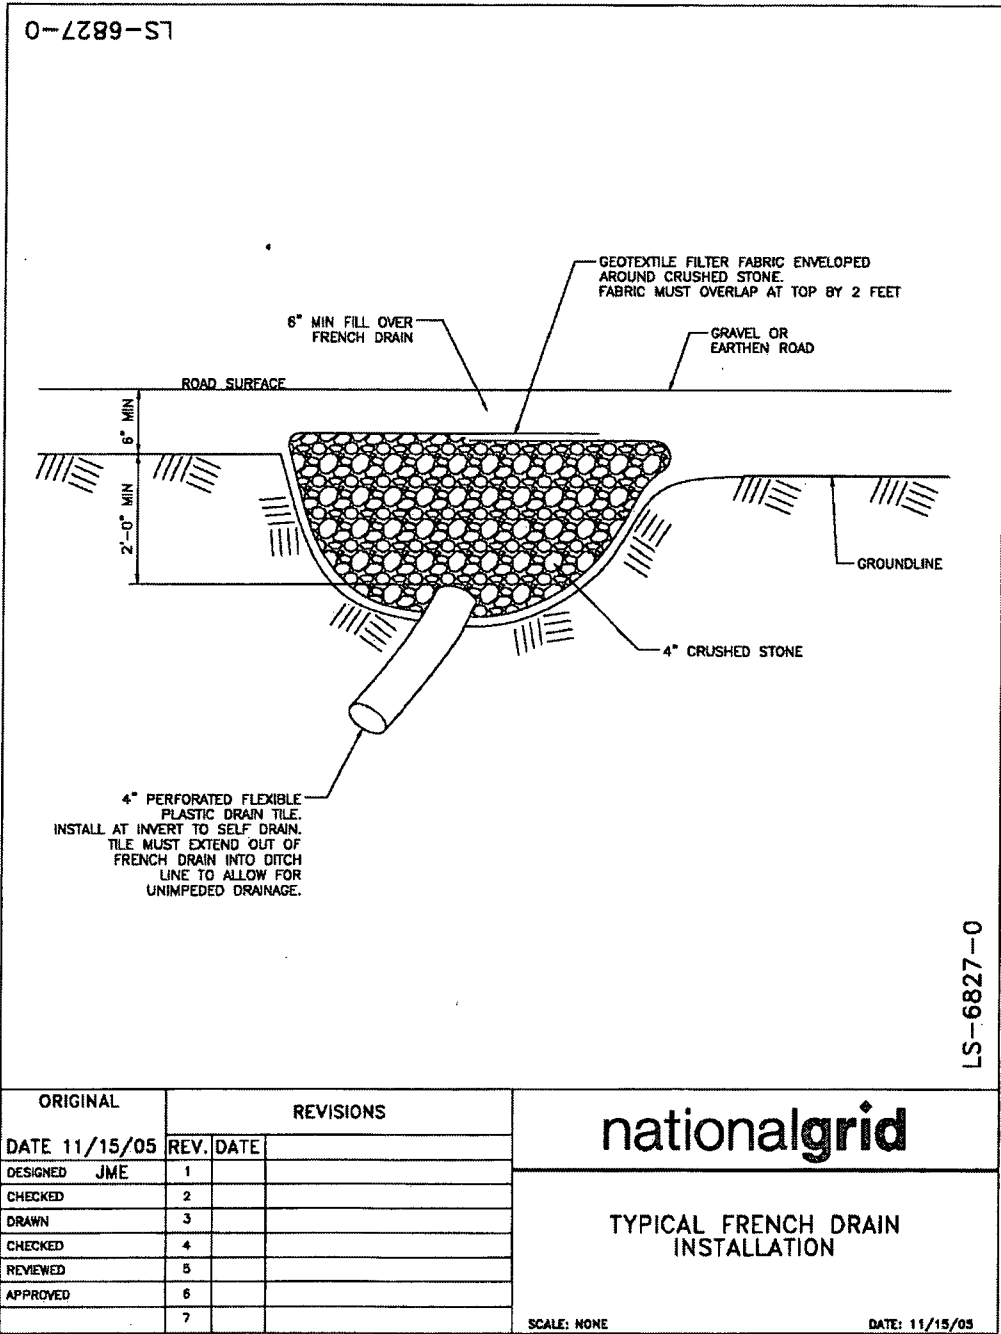 LS-6827-0
GEOTEXTILE FILTER FABRIC ENVELOPED
AROUND CRUSHED STONE.
FABRIC MUST OVERLAP AT TOP BY 2 FEET
6" MIN FILL OVER
FRENCH DRAIN
GRAVEL OR
EARTHEN ROAD
ROAD SURFACE
6" MIN
2'-0" MIN
GROUNDLINE
4" CRUSHED STONE
4" PERFORATED FLEXIBLE
PLASTIC DRAIN TILE.
INSTALL AT INVERT TO SELF DRAIN.
TILE MUST EXTEND OUT OF
FRENCH DRAIN INTO DITCH
LINE TO ALLOW FOR
UNIMPEDED DRAINAGE.
LS-6827-0
ORIGINAL
DATE 11/15/05
DESIGNED JME
CHECKED
DRAWN
CHECKED
REVIEWED
APPROVED
REVISIONS
REV. DATE
1
2
3
4
5
6
7
nationalgrid
TYPICAL FRENCH DRAIN
INSTALLATION
SCALE: NONE DATE: 11/15/05